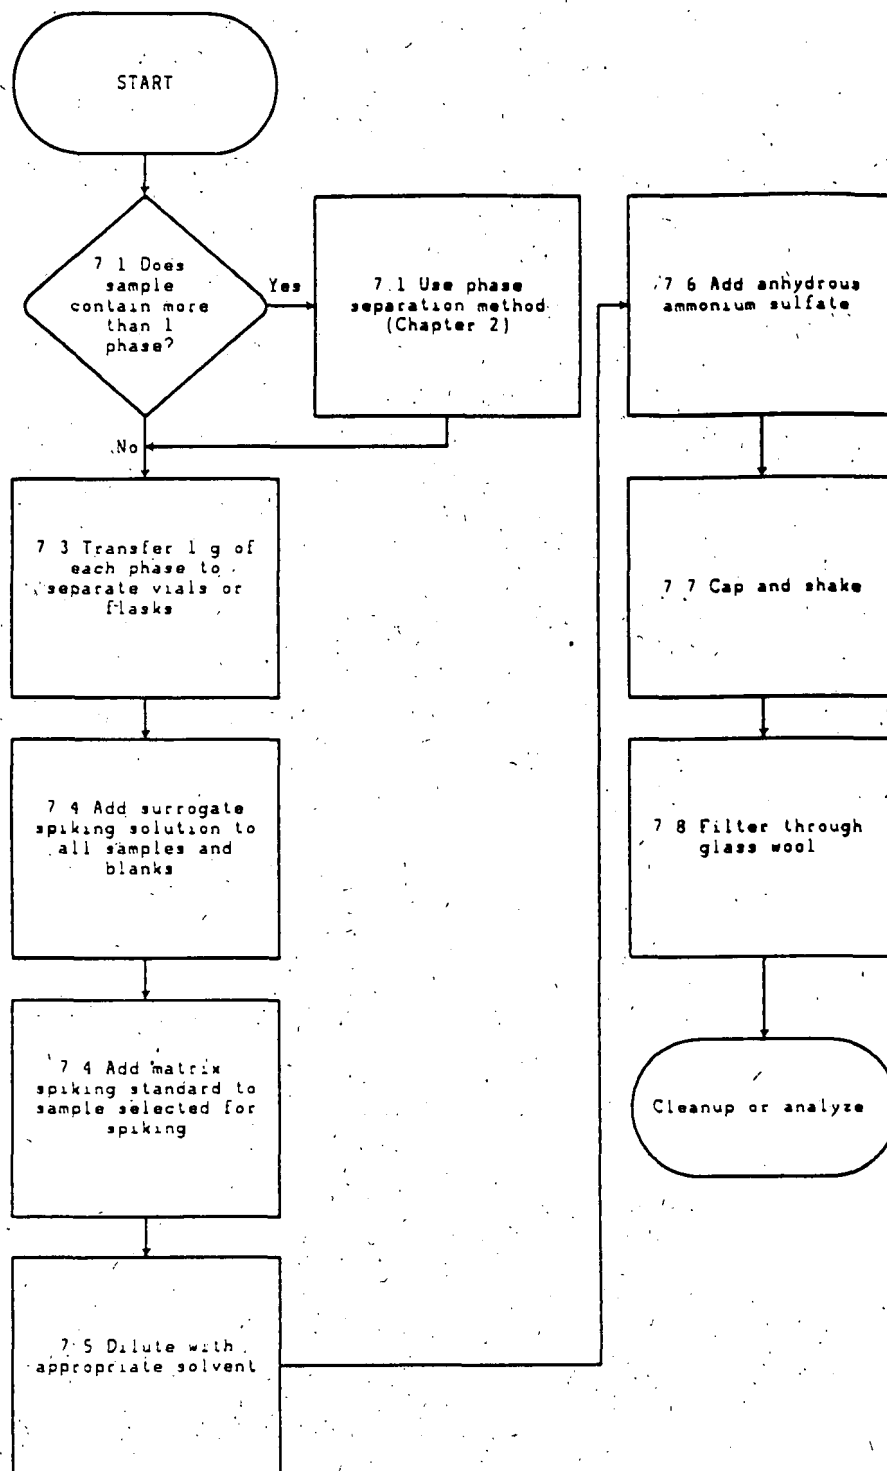 START
7 1 Does
sample
contain more
than 1
phase?
Yes
No
7.1 Use phase
separation method
(Chapter 2)
7 3 Transfer 1 g of
each phase to
separate vials or
flasks
7 4 Add surrogate
spiking solution to
all samples and
blanks
7 4 Add matrix
spiking standard to
sample selected for
spiking
7 5 Dilute with
appropriate solvent
7 6 Add anhydrous
ammonium sulfate
7 7 Cap and shake
7 8 Filter through
glass wool
Cleanup or analyze